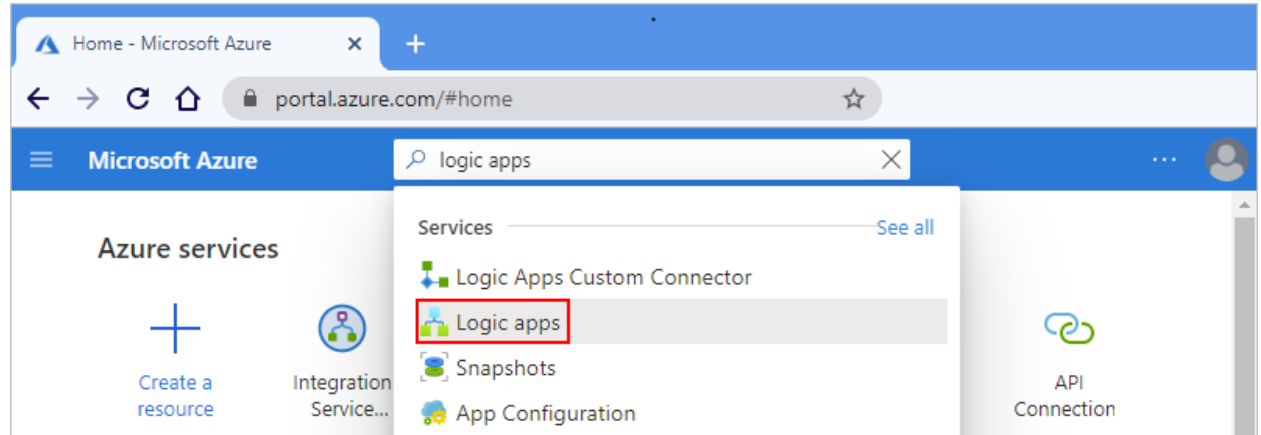 Home - Microsoft Azure
portal.azure.com/#home
Microsoft Azure
logic apps
Services
See all
Azure services
Logic Apps Custom Connector
Logic apps
Snapshots
App Configuration
Create a
resource
Integration
Service...
API
Connection